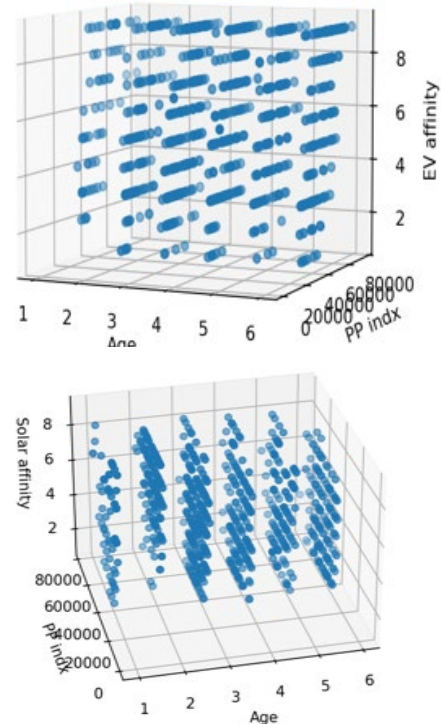 8
6
4
2
EV affinity
1 2 3 4 5 6
Age
0
20000
40000
60000
80000
PP indx
Solar affinity
8
6
4
2
80000
60000
40000
20000
0
PP indx
1 2 3 4 5 6
Age